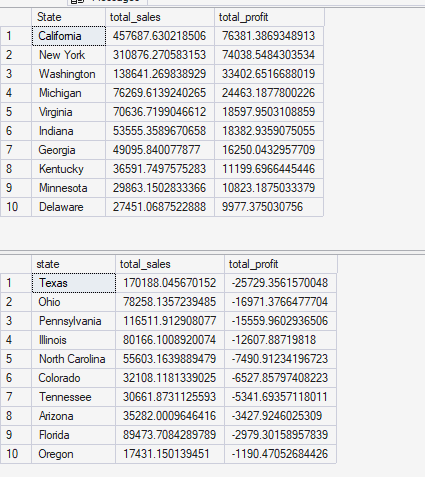 State total_sales total_profit
1 California 457687.630218506 76381.3869348913
2 New York 310876.270583153 74038.5484303534
3 Washington 138641.269838929 33402.6516688019
4 Michigan 76269.6139240265 24463.1877800226
5 Virginia 70636.7199046612 18597.9503108859
6 Indiana 53555.3589670658 18382.9359075055
7 Georgia 49095.840077877 16250.0432957709
8 Kentucky 36591.7497575283 11199.6966445446
9 Minnesota 29863.1502833366 10823.1875033379
10 Delaware 27451.0687522888 9977.375030756
state total_sales total_profit
1 Texas 170188.045670152 -25729.3561570048
2 Ohio 78258.1357239485 -16971.3766477704
3 Pennsylvania 116511.912908077 -15559.9602936506
4 Illinois 80166.1008920074 -12607.88719818
5 North Carolina 55603.1639889479 -7490.91234196723
6 Colorado 32108.1181339025 -6527.85797408223
7 Tennessee 30661.8731125593 -5341.69357118011
8 Arizona 35282.0009646416 -3427.9246025309
9 Florida 89473.7084289789 -2979.30158957839
10 Oregon 17431.150139451 -1190.47052684426